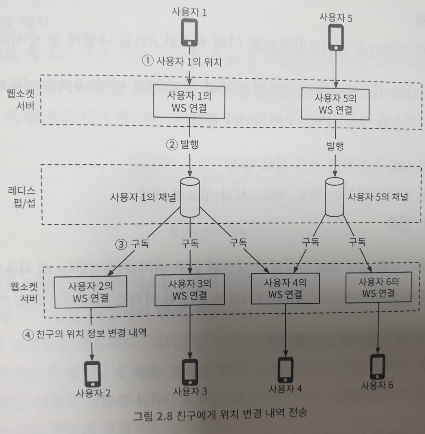 사용자 1
사용자 5
① 사용자 1의 위치
웹소켓
서버
사용자 1의
WS 연결
사용자 5의
WS 연결
② 발행
발행
레디스
펍/섭
사용자 1의 채널
사용자 5의 채널
③ 구독
구독
구독
구독
구독
웹소켓
서버
사용자 2의
WS 연결
사용자 3의
WS 연결
사용자 4의
WS 연결
사용자 6의
WS 연결
④ 친구의 위치 정보 변경 내역
사용자 2
사용자 3
사용자 4
사용자 6
그림 2.8 친구에게 위치 변경 내역 전송